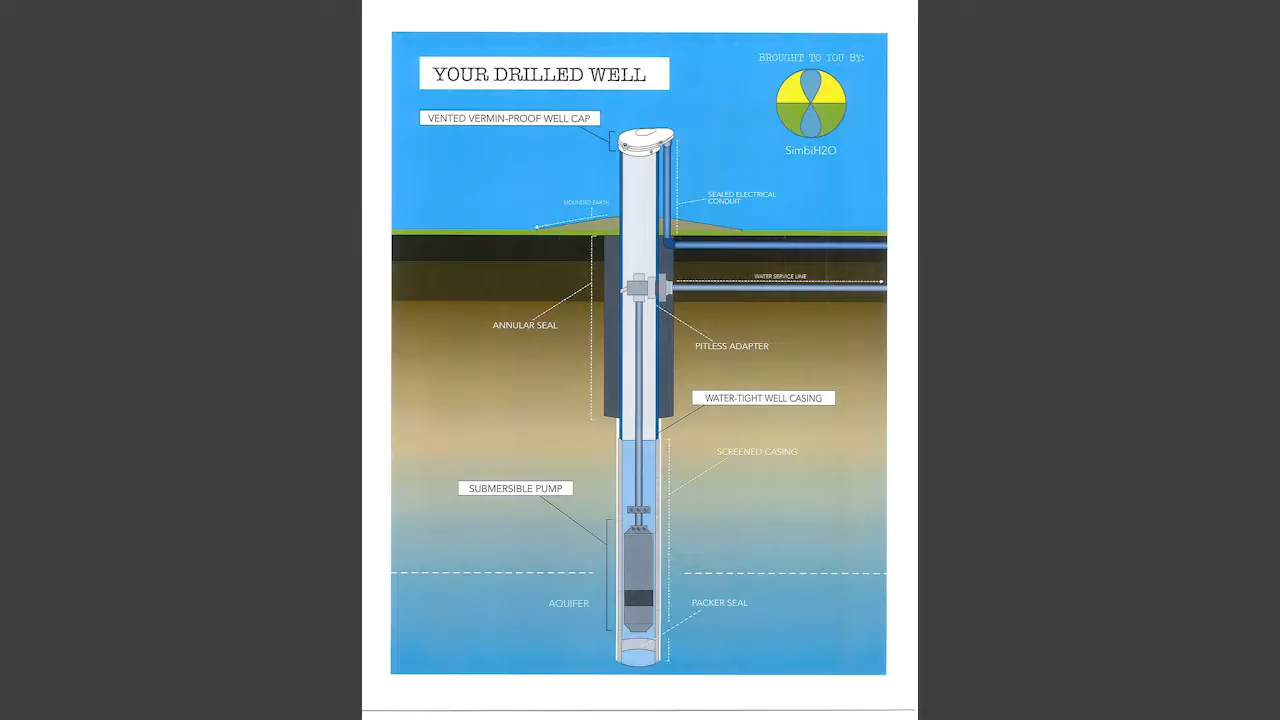 BROUGHT TO YOU BY:
YOUR DRILLED WELL
VENTED VERMIN-PROOF WELL CAP
SimbiH2O
SEALED ELECTRICAL
CONDUIT
MOUNDED EARTH
WATER SERVICE LINE
ANNULAR SEAL
PITLESS ADAPTER
WATER-TIGHT WELL CASING
SCREENED CASING
SUBMERSIBLE PUMP
AQUIFER
PACKER SEAL